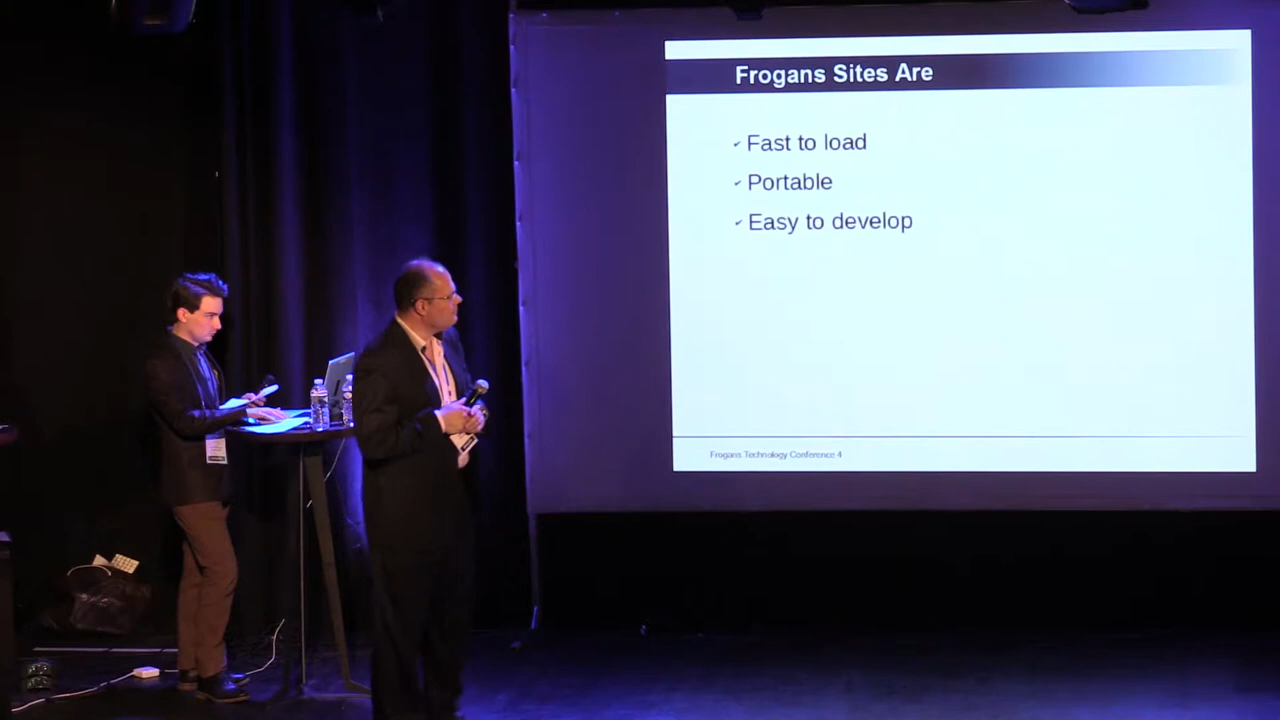 Frogans Sites Are
✔ Fast to load
✔ Portable
✔ Easy to develop
Frogans Technology Conference 4